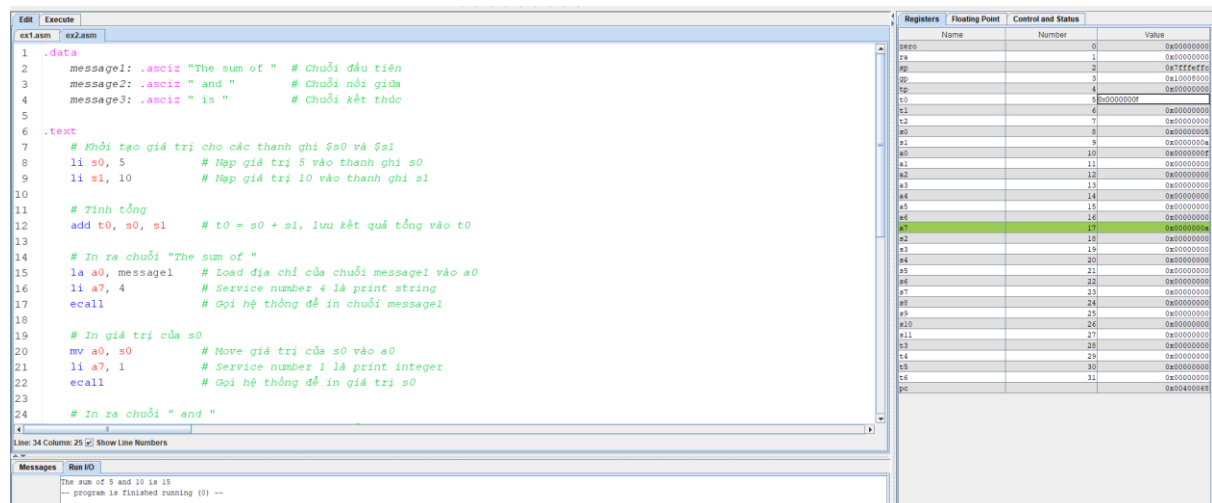 Edit Execute
ex1.asm ex2.asm
1 .data
2 message1: .asciz "The sum of " # Chuỗi đầu tiên
3 message2: .asciz " and " # Chuỗi nối giữa
4 message3: .asciz " is " # Chuỗi kết thúc
5
6 .text
7 # Khởi tạo giá trị cho các thanh ghi $s0 và $s1
8 li s0, 5 # Nạp giá trị 5 vào thanh ghi s0
9 li s1, 10 # Nạp giá trị 10 vào thanh ghi s1
10
11 # Tính tổng
12 add t0, s0, s1 # t0 = s0 + s1, lưu kết quả tổng vào t0
13
14 # In ra chuỗi "The sum of "
15 la a0, message1 # Load địa chỉ của chuỗi message1 vào a0
16 li a7, 4 # Service number 4 là print string
17 ecall # Gọi hệ thống để in chuỗi message1
18
19 # In giá trị của s0
20 mv a0, s0 # Move giá trị của s0 vào a0
21 li a7, 1 # Service number 1 là print integer
22 ecall # Gọi hệ thống để in giá trị s0
23
24 # In ra chuỗi " and "
Line: 34 Column: 25 Show Line Numbers
Messages Run I/O
The sum of 5 and 10 is 15
-- program is finished running (0) --
Registers Floating Point Control and Status
Name Number Value
zero 0 0x00000000
ra 1 0x00000000
sp 2 0x7fffeffc
gp 3 0x10008000
tp 4 0x00000000
t0 5 0x0000000f
t1 6 0x00000000
t2 7 0x00000000
s0 8 0x00000005
s1 9 0x0000000a
a0 10 0x0000000f
a1 11 0x00000000
a2 12 0x00000000
a3 13 0x00000000
a4 14 0x00000000
a5 15 0x00000000
a6 16 0x00000000
a7 17 0x0000000a
s2 18 0x00000000
s3 19 0x00000000
s4 20 0x00000000
s5 21 0x00000000
s6 22 0x00000000
s7 23 0x00000000
s8 24 0x00000000
s9 25 0x00000000
s10 26 0x00000000
s11 27 0x00000000
t3 28 0x00000000
t4 29 0x00000000
t5 30 0x00000000
t6 31 0x00000000
pc 0x00400068